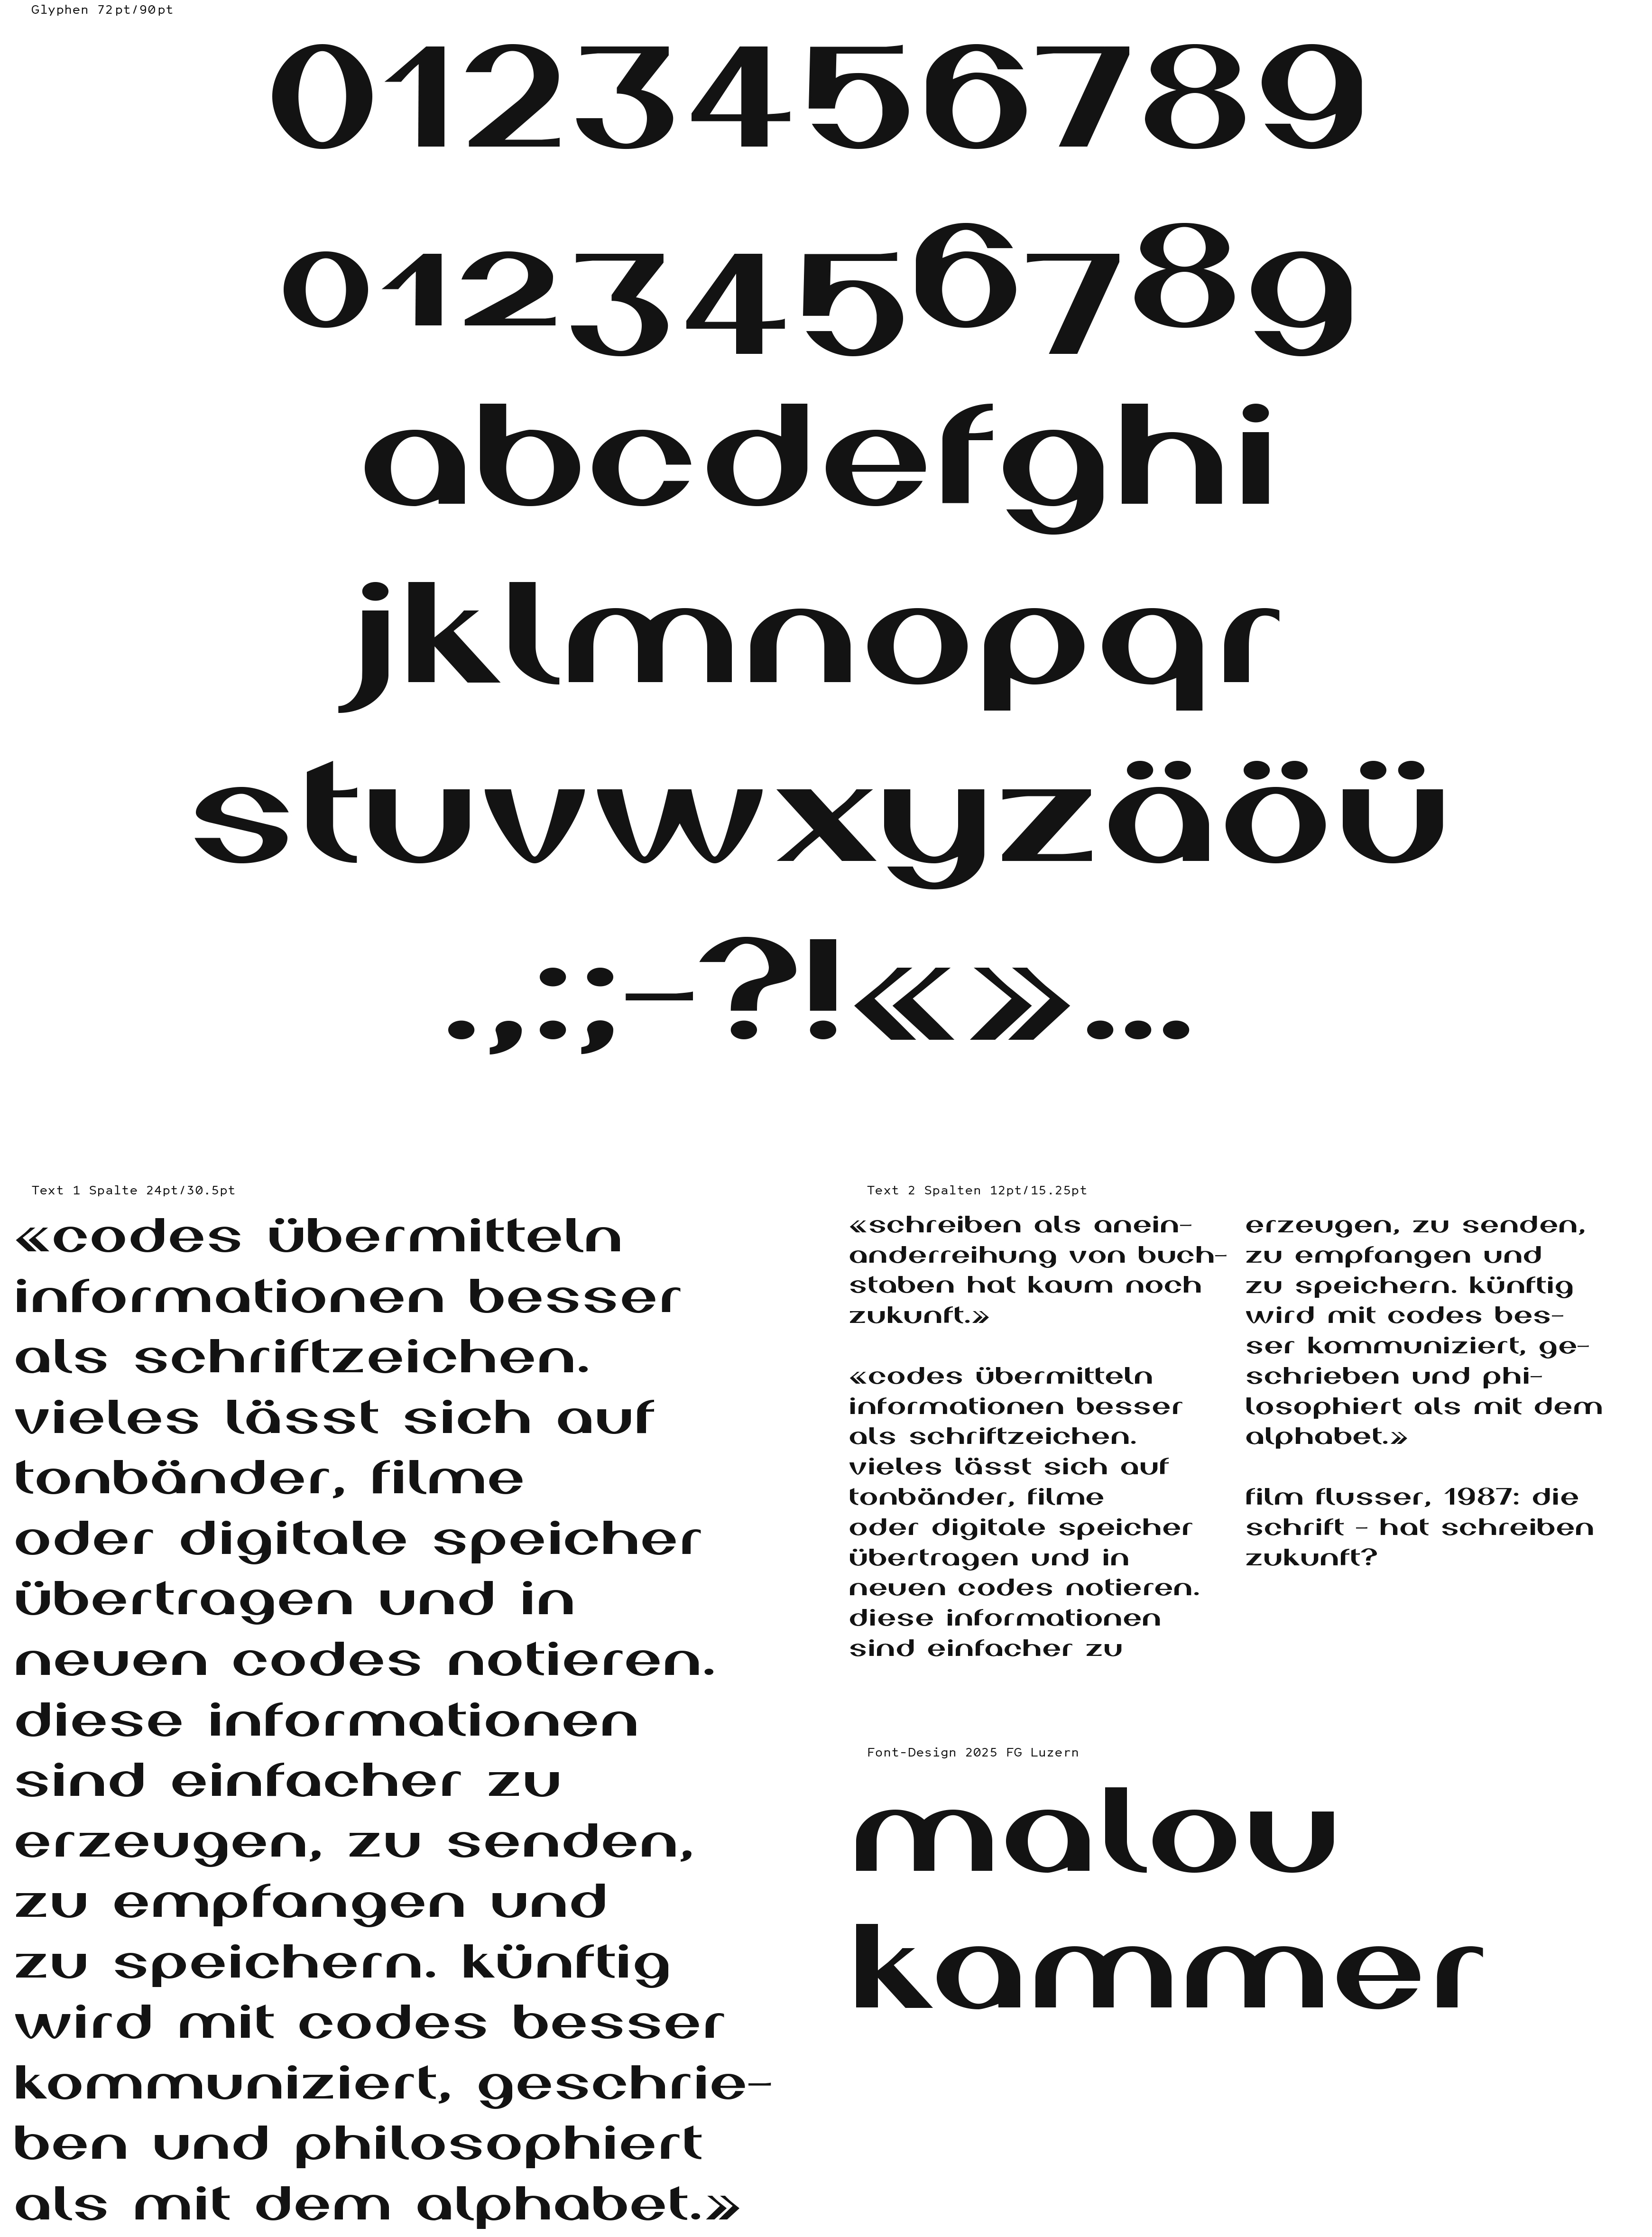 Glyphen 72pt/90pt
0123456789
0123456789
abcdefghi
jklmnopqr
stuvwxyzäöü
.,:;–?!«»…
Text 1 Spalte 24pt/30.5pt
«codes übermitteln
informationen besser
als schriftzeichen.
vieles lässt sich auf
tonbänder, filme
oder digitale speicher
übertragen und in
neuen codes notieren.
diese informationen
sind einfacher zu
erzeugen, zu senden,
zu empfangen und
zu speichern. künftig
wird mit codes besser
kommuniziert, geschrie–
ben und philosophiert
als mit dem alphabet.»
Text 2 Spalten 12pt/15.25pt
«schreiben als anein–
anderreihung von buch–
staben hat kaum noch
zukunft.»
«codes übermitteln
informationen besser
als schriftzeichen.
vieles lässt sich auf
tonbänder, filme
oder digitale speicher
übertragen und in
neuen codes notieren.
diese informationen
sind einfacher zu
erzeugen, zu senden,
zu empfangen und
zu speichern. künftig
wird mit codes bes–
ser kommuniziert, ge–
schrieben und phi–
losophiert als mit dem
alphabet.»
film flusser, 1987: die
schrift – hat schreiben
zukunft?
Font-Design 2025 FG Luzern
malou
kammer